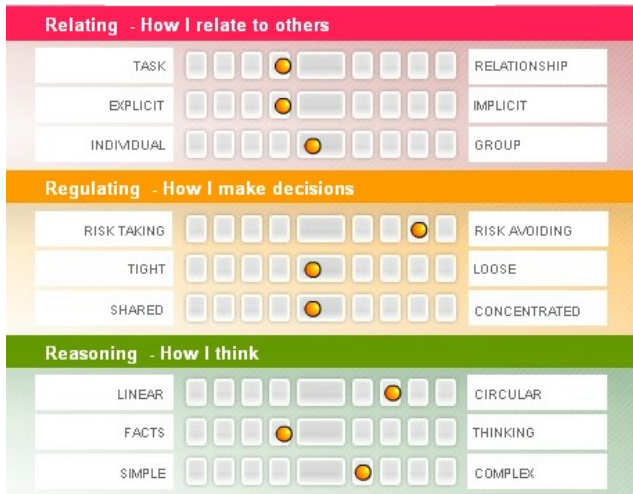 Relating - How I relate to others
TASK RELATIONSHIP
EXPLICIT IMPLICIT
INDIVIDUAL GROUP
Regulating - How I make decisions
RISK TAKING RISK AVOIDING
TIGHT LOOSE
SHARED CONCENTRATED
Reasoning - How I think
LINEAR CIRCULAR
FACTS THINKING
SIMPLE COMPLEX